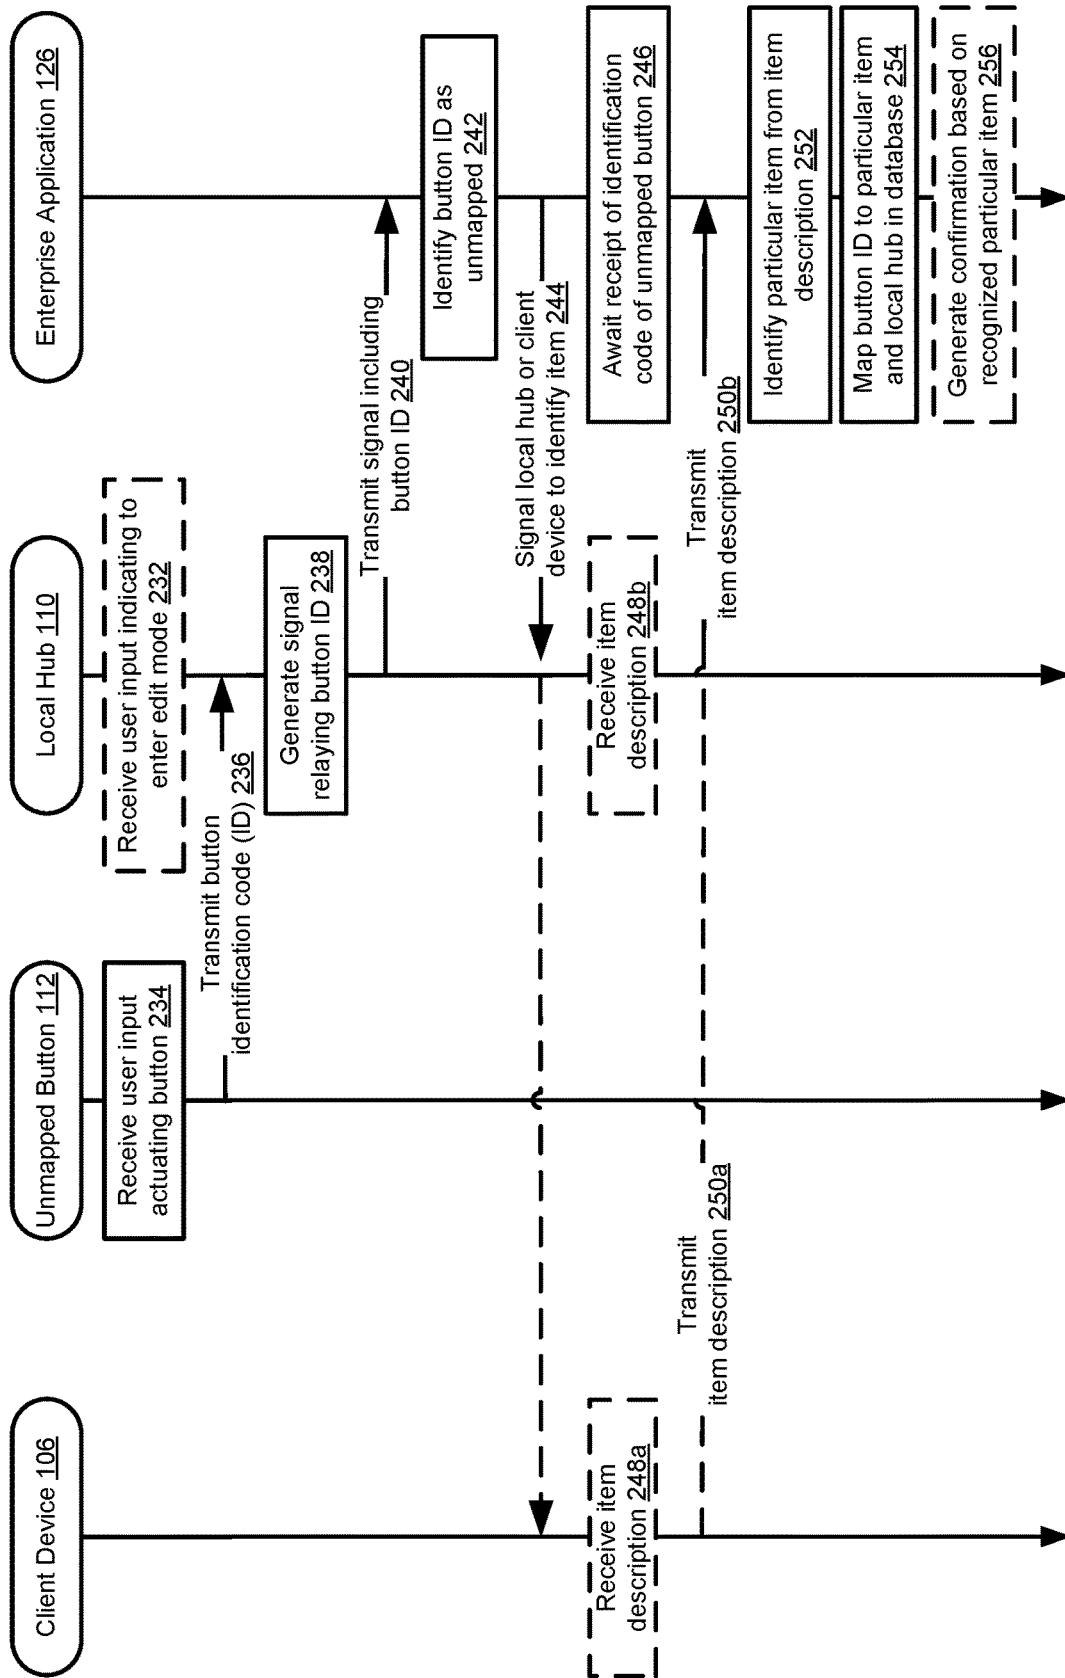 Client Device 106
Unmapped Button 112
Local Hub 110
Enterprise Application 126
Receive user input indicating to
enter edit mode 232
Receive user input
actuating button 234
Transmit button
identification code (ID) 236
Generate signal
relaying button ID 238
Transmit signal including
button ID 240
Identify button ID as
unmapped 242
Signal local hub or client
device to identify item 244
Await receipt of identification
code of unmapped button 246
Receive item
description 248a
Receive item
description 248b
Transmit
item description 250a
Transmit
item description 250b
Identify particular item from item
description 252
Map button ID to particular item
and local hub in database 254
Generate confirmation based on
recognized particular item 256